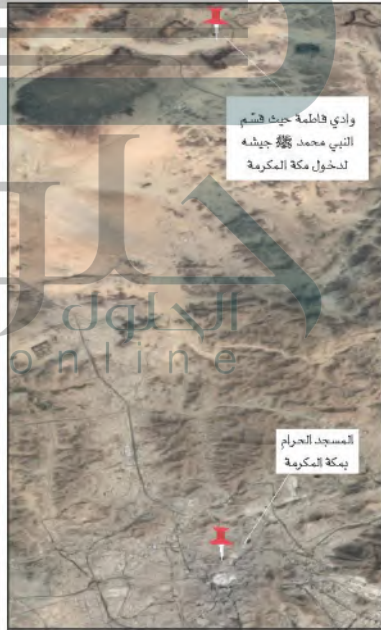 وادي فاطمة حيث قسّم
النبي محمد ﷺ جيشه
لدخول مكة المكرمة
الحلول
online
المسجد الحرام
بمكة المكرمة